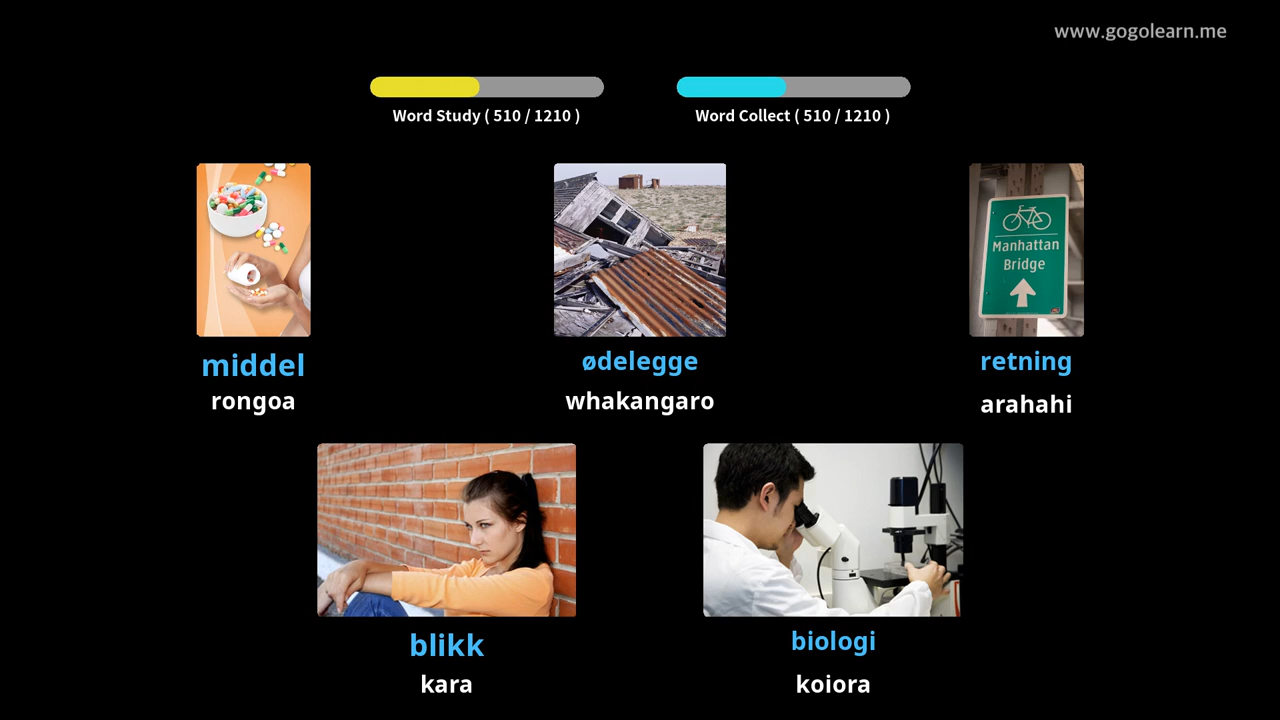 www.gogolearn.me
Word Study ( 510 / 1210 )
Word Collect ( 510 / 1210 )
Manhattan
Bridge
middel
rongoa
ødelegge
whakangaro
retning
arahahi
blikk
kara
biologi
koiora